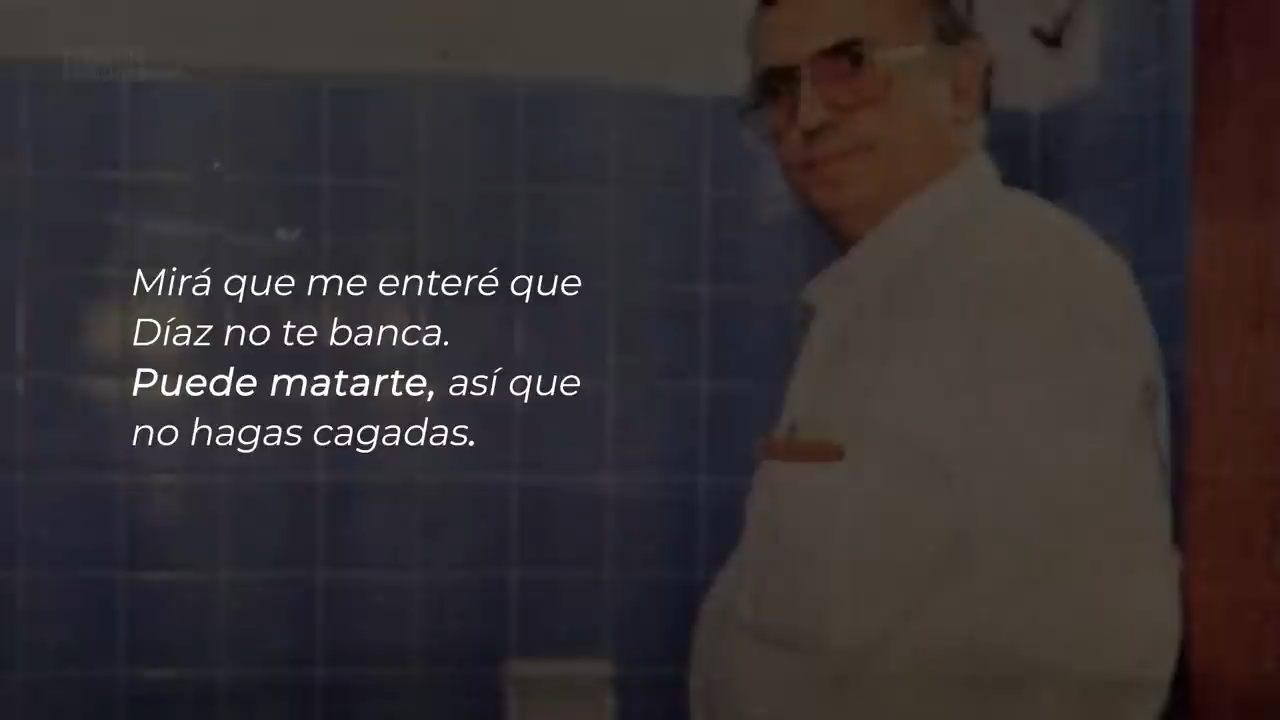 Mirá que me enteré que
Díaz no te banca.
Puede matarte, así que
no hagas cagadas.